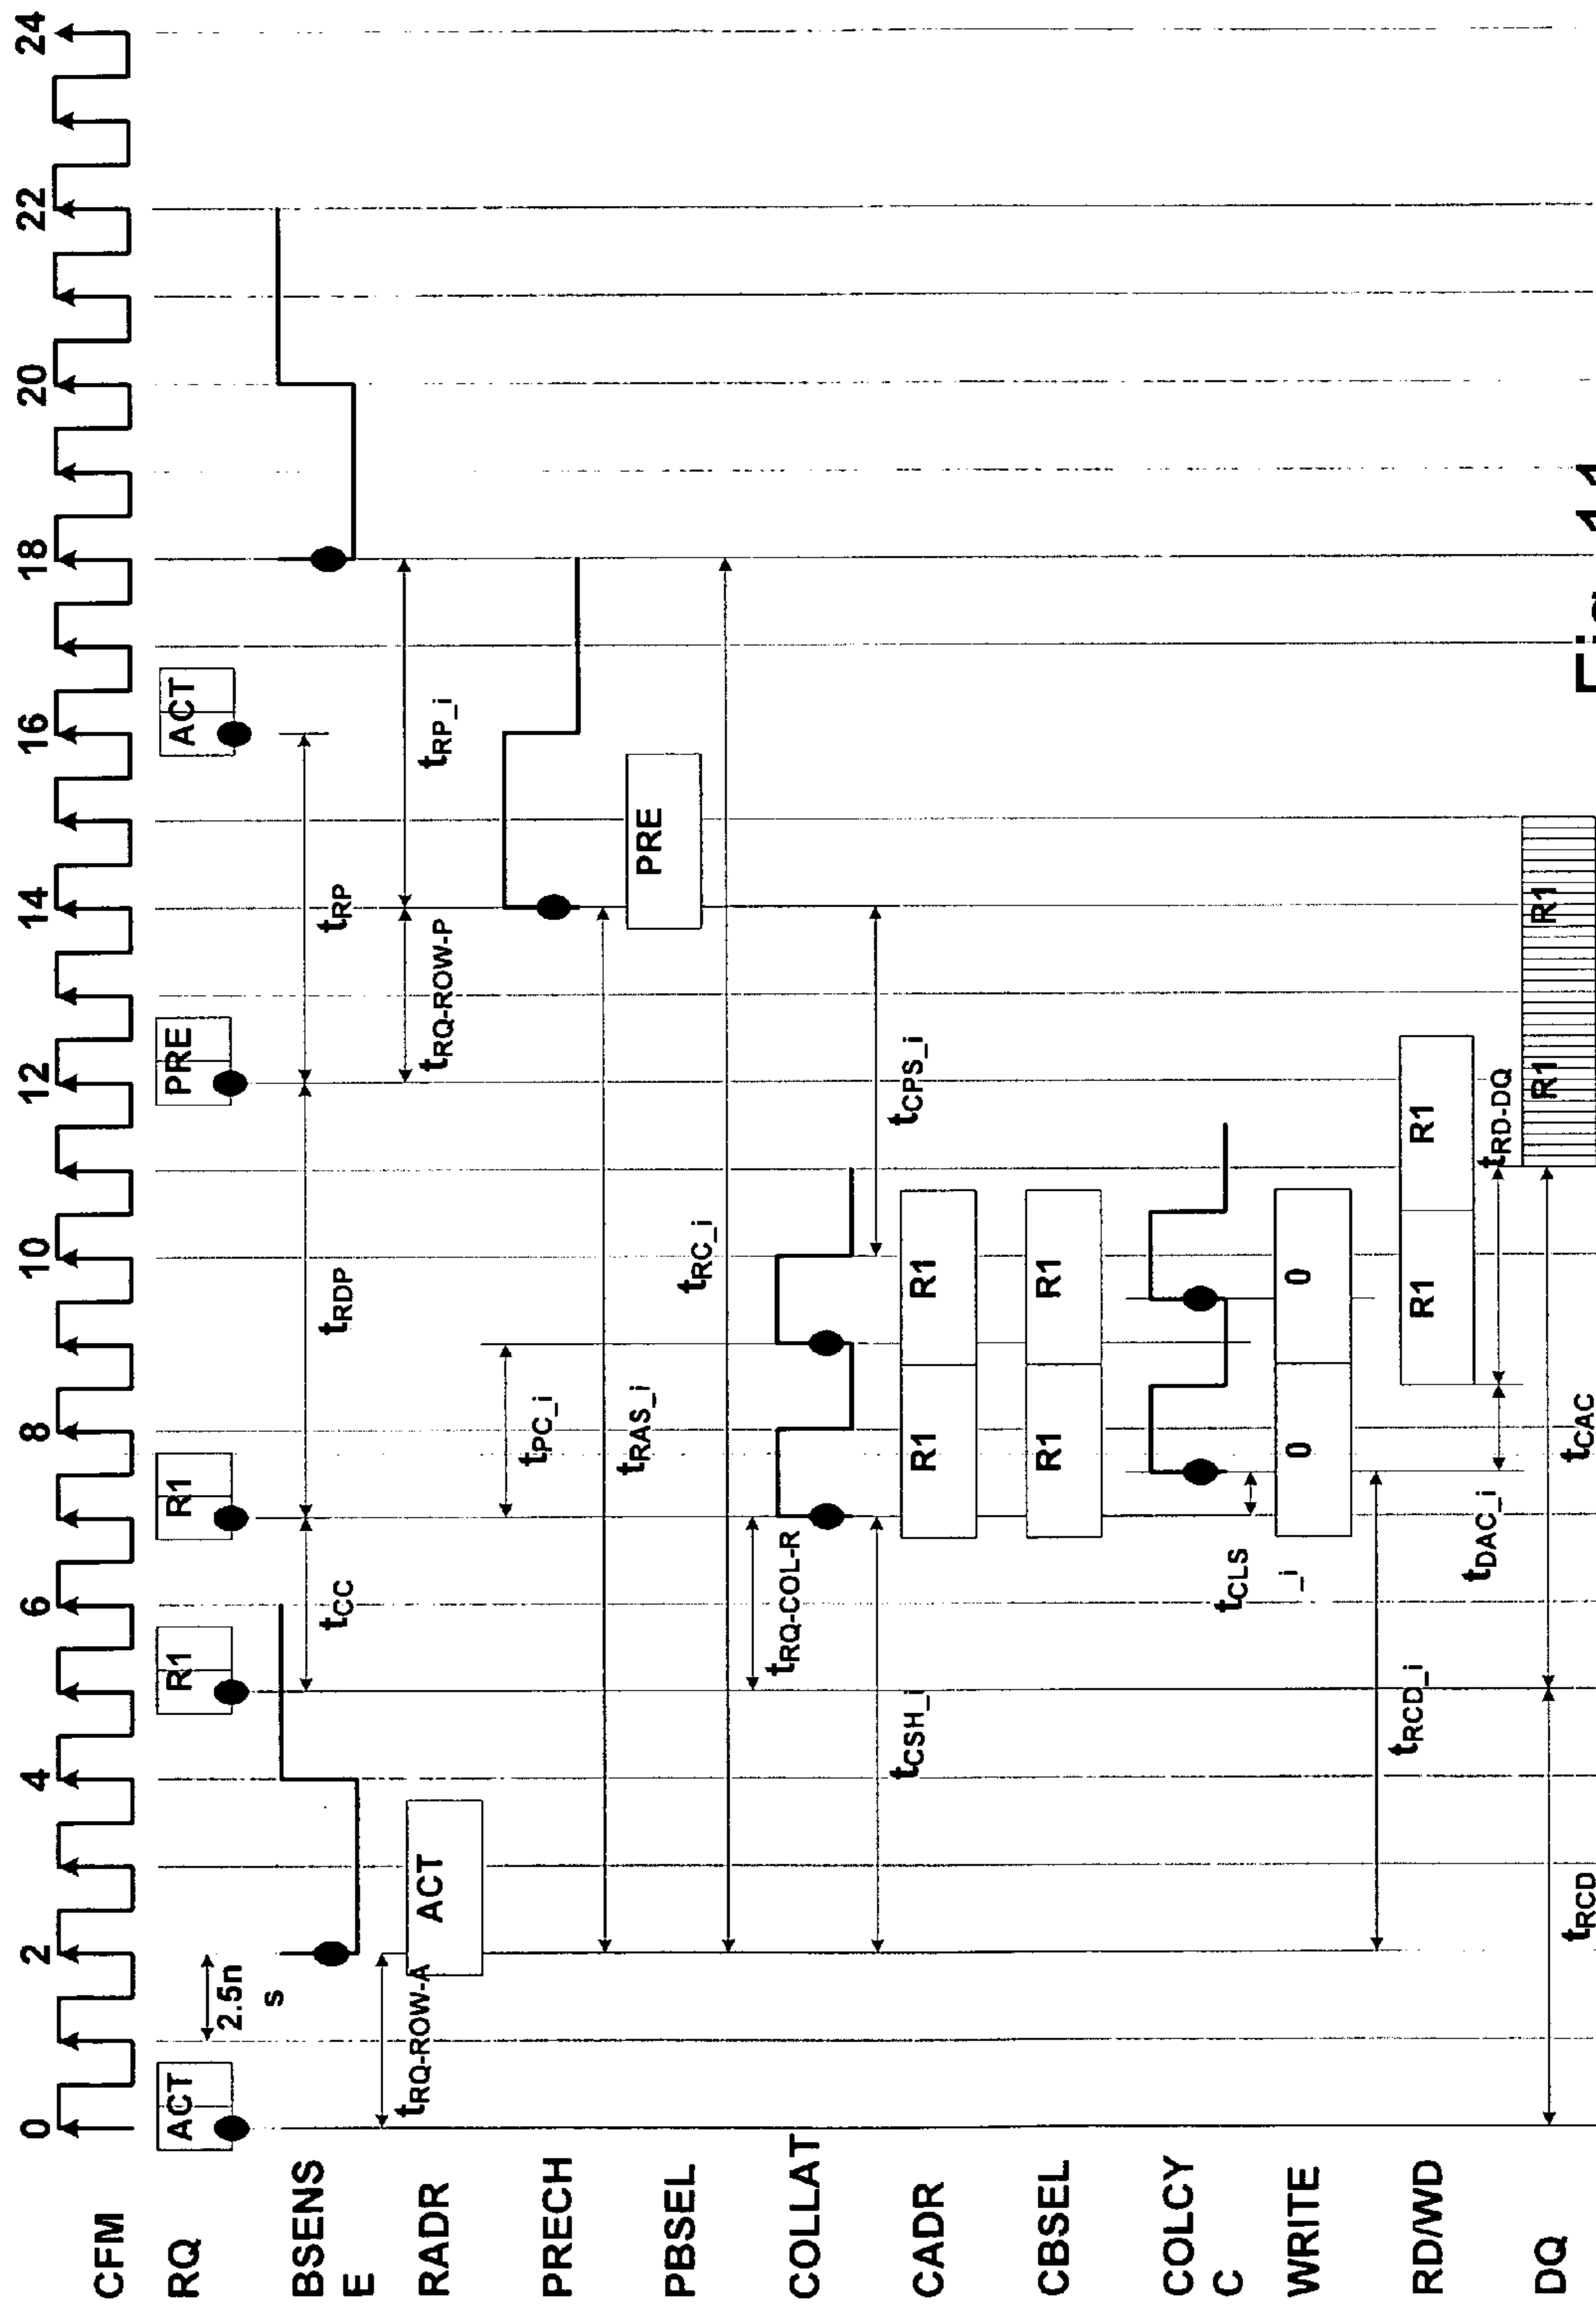 0 2 4 6 8 10 12 14 16 18 20 22 24
CFM
RQ ACT R1 R1 PRE ACT
2.5n
s
BSENS
E
tCC tRDP tRP
RADR ACT
tRQ-ROW-A tRQ-ROW-P tRP_i
PRECH
tPC_i
PBSEL PRE
tRAS_i
tRC_i
COLLAT
tRQ-COL-R
CADR R1 R1
tCSH_i tCPS_i
CBSEL R1 R1
COLCY
C
tCLS
_i
WRITE 0 0
tRCD_i
RD/WD R1 R1
tDAC_i tRD-DQ
DQ R1 R1
tRCD tCAC